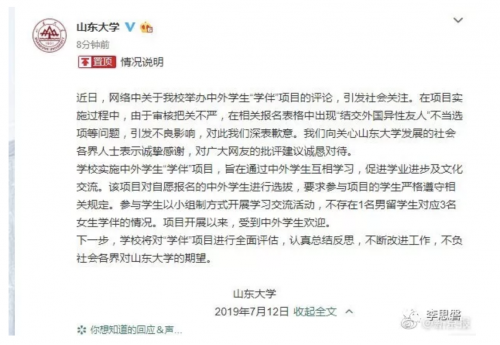 山东大学
8分钟前
置顶 情况说明
近日，网络中关于我校举办中外学生“学伴”项目的评论，引发社会关注。在项目实
施过程中，由于审核把关不严，在相关报名表格中出现“结交外国异性友人”不当选
项等问题，引发不良影响，对此我们深表歉意。我们向关心山东大学发展的社会
各界人士表示诚挚感谢，对广大网友的批评建议诚恳对待。
学校实施中外学生“学伴”项目，旨在通过中外学生互相学习，促进学业进步及文化
交流。该项目对自愿报名的中外学生进行选拔，要求参与项目的学生严格遵守相
关规定。参与学生以小组制方式开展学习交流活动，不存在1名男留学生对应3名
女生学伴的情况。项目开展以来，受到中外学生欢迎。
下一步，学校将对“学伴”项目进行全面评估，认真总结反思，不断改进工作，不负
社会各界对山东大学的期望。
山东大学
2019年7月12日 收起全文
你想知道的回应&声...
李思磐